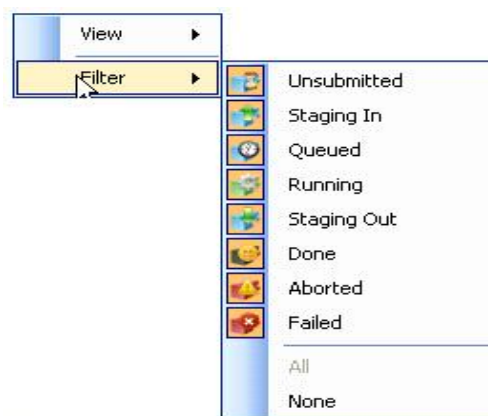 View
Filter
Unsubmitted
Staging In
Queued
Running
Staging Out
Done
Aborted
Failed
All
None